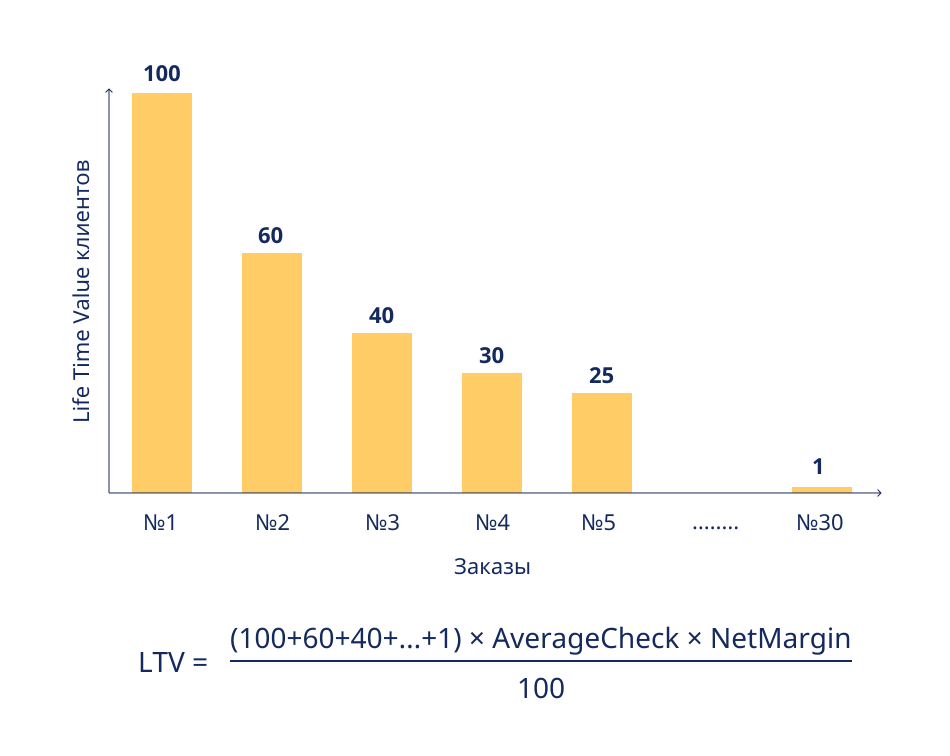 100
60
40
30
25
1
Life Time Value клиентов
№1 №2 №3 №4 №5 ........ №30
Заказы
(100+60+40+...+1) × AverageCheck × NetMargin
LTV =
100